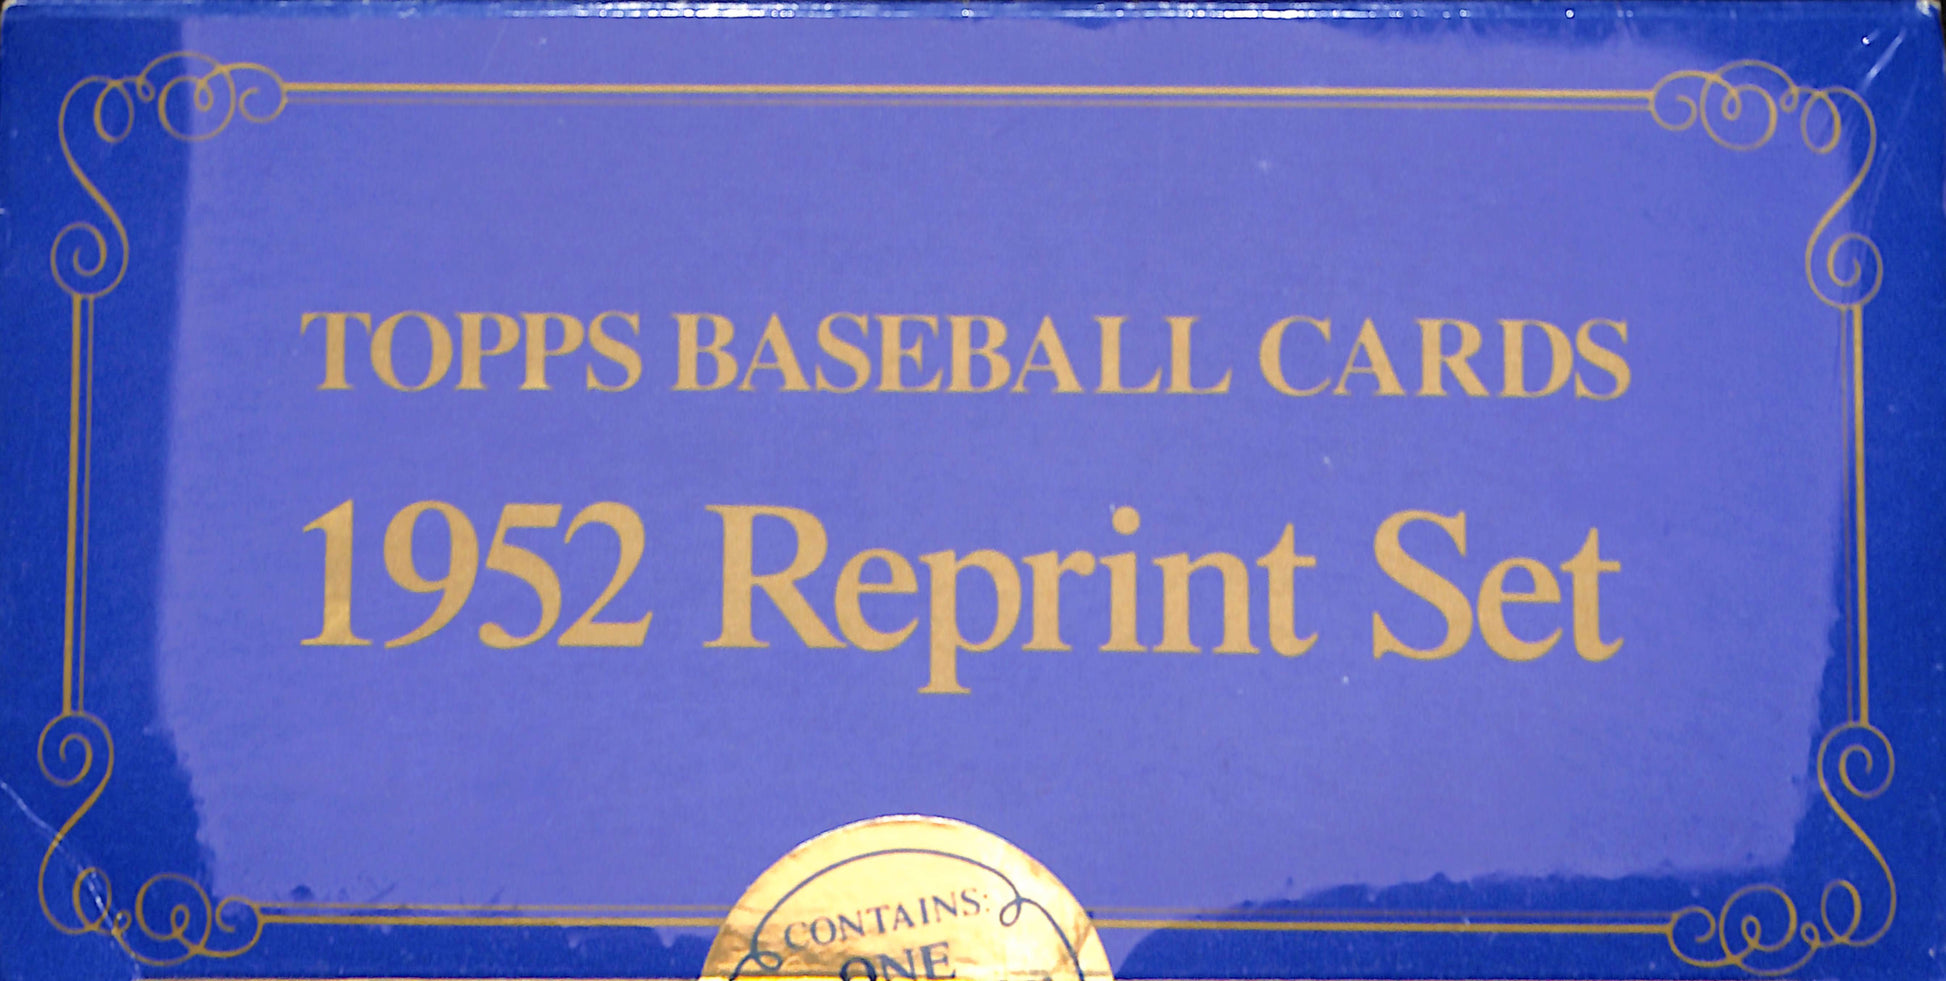 TOPPS BASEBALL CARDS
1952 Reprint Set
CONTAINS:
ONE